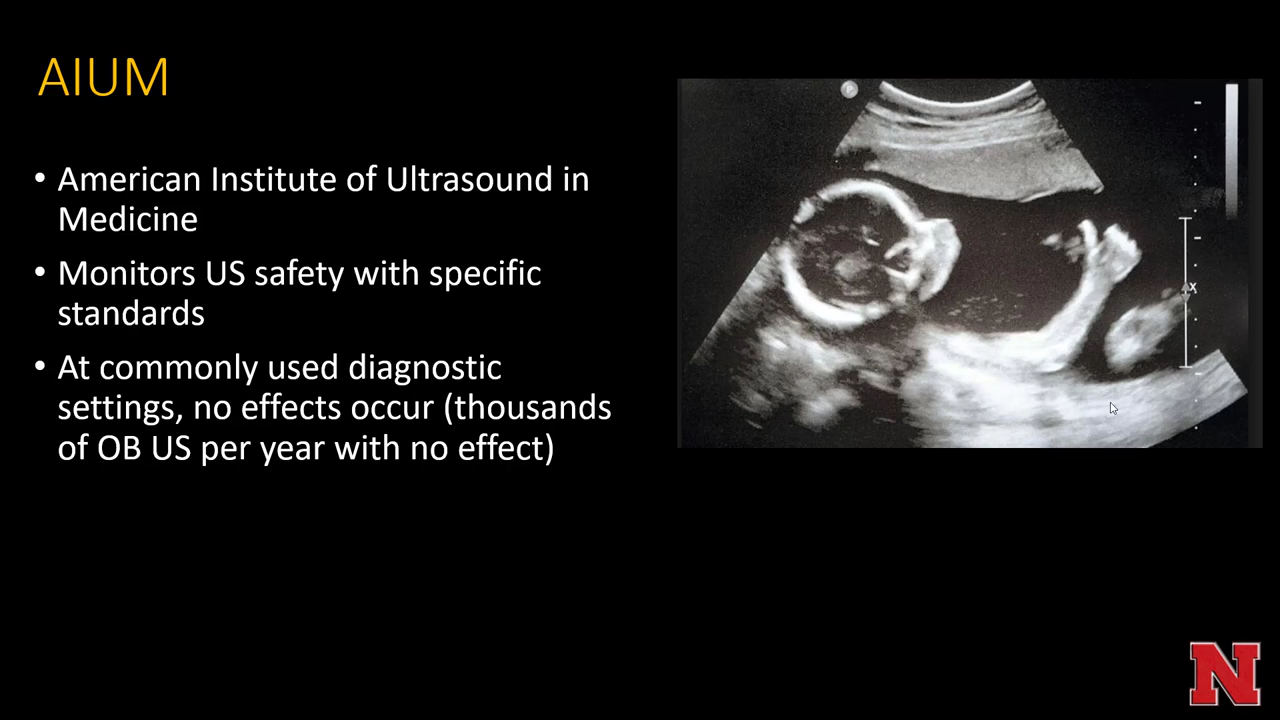 AIUM
• American Institute of Ultrasound in
Medicine
• Monitors US safety with specific
standards
• At commonly used diagnostic
settings, no effects occur (thousands
of OB US per year with no effect)
P
x
N